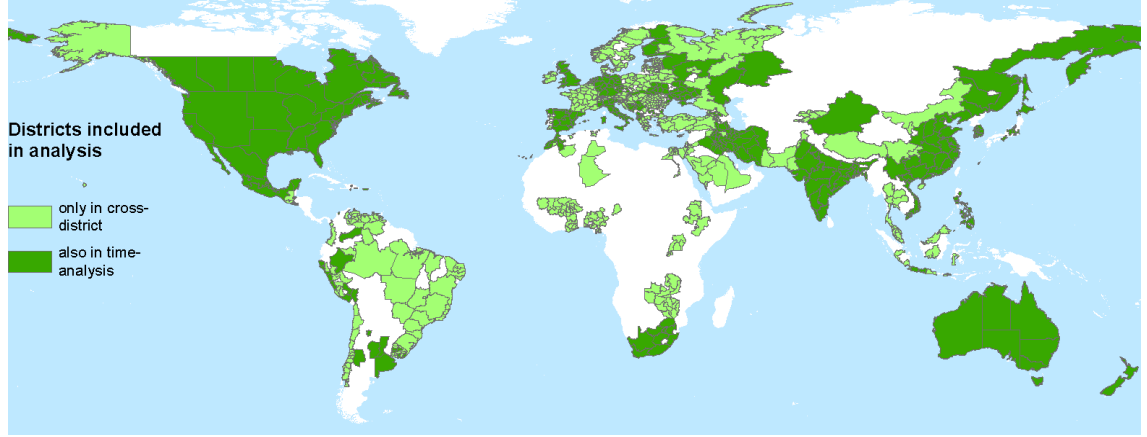 Districts included
in analysis
only in cross-
district
also in time-
analysis